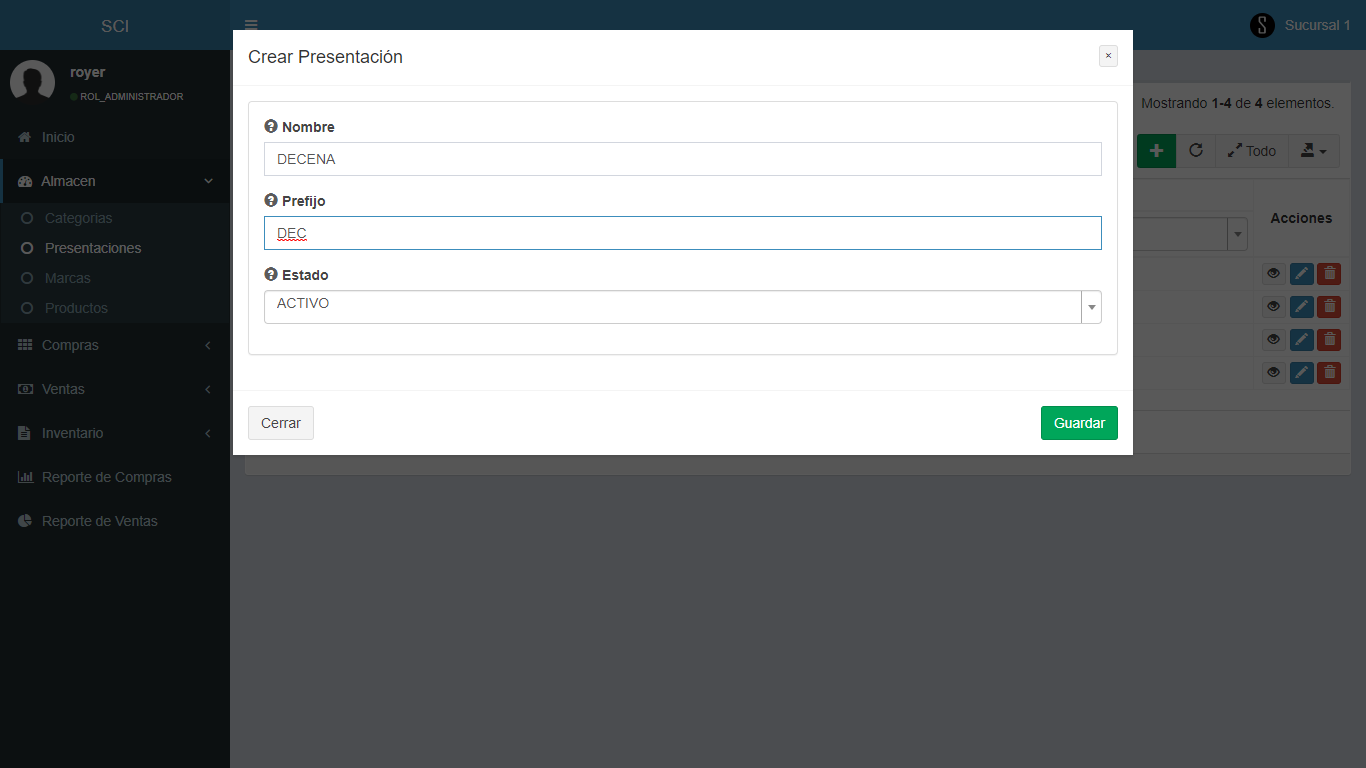 SCI
Sucursal 1
royer
ROL_ADMINISTRADOR
Inicio
Almacen
Categorias
Presentaciones
Marcas
Productos
Compras
Ventas
Inventario
Reporte de Compras
Reporte de Ventas
Crear Presentación
×
Nombre
DECENA
Prefijo
DEC
Estado
ACTIVO
Cerrar
Guardar
Mostrando 1-4 de 4 elementos.
Todo
Acciones